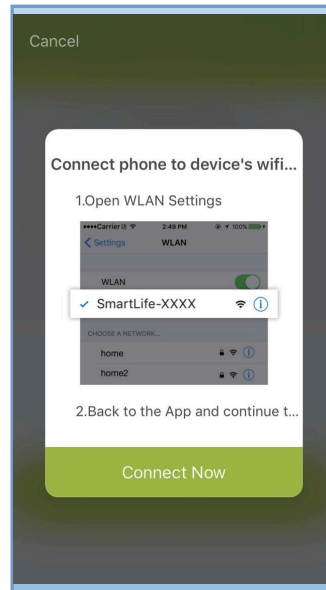 Cancel
Connect phone to device's wifi...
1.Open WLAN Settings
Carrier 2:49 PM 100%
Settings WLAN
WLAN
SmartLife-XXXX
CHOOSE A NETWORK...
home
home2
2.Back to the App and continue t...
Connect Now